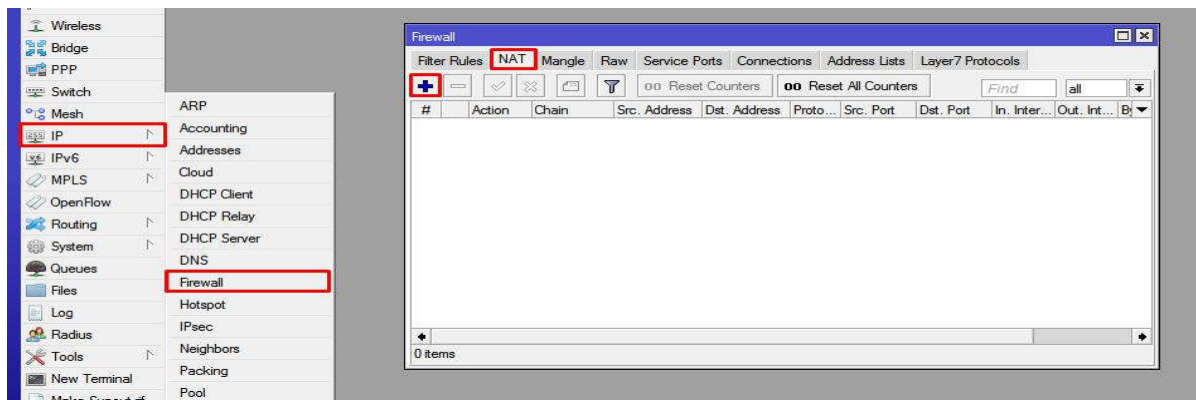 Wireless
Bridge
PPP
Switch
Mesh
IP
IPv6
MPLS
OpenFlow
Routing
System
Queues
Files
Log
Radius
Tools
New Terminal
ARP
Accounting
Addresses
Cloud
DHCP Client
DHCP Relay
DHCP Server
DNS
Firewall
Hotspot
IPsec
Neighbors
Packing
Pool
Firewall
Filter Rules NAT Mangle Raw Service Ports Connections Address Lists Layer7 Protocols
00 Reset Counters 00 Reset All Counters Find all
# Action Chain Src. Address Dst. Address Proto... Src. Port Dst. Port In. Inter... Out. Int...
0 items